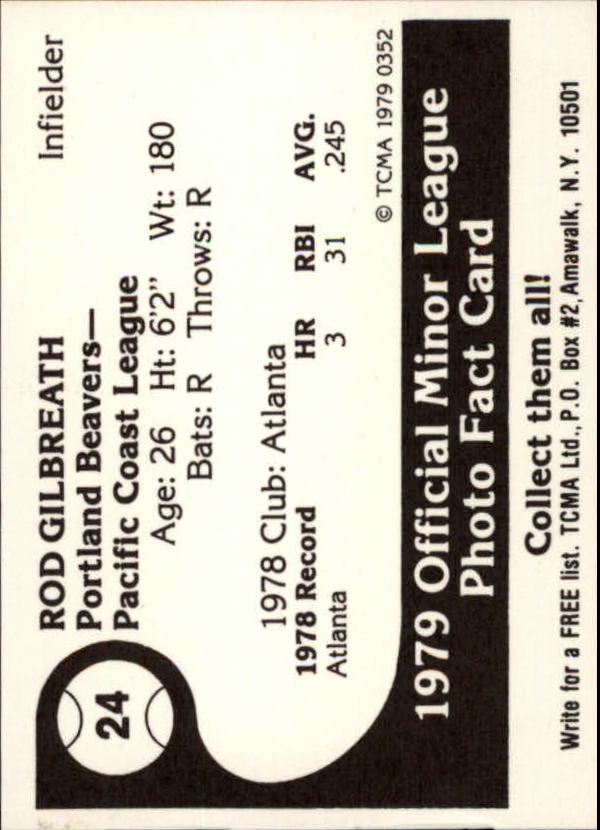 24
ROD GILBREATH Infielder
Portland Beavers—
Pacific Coast League
Age: 26 Ht: 6'2" Wt: 180
Bats: R Throws: R
1978 Club: Atlanta
1978 Record HR RBI AVG.
Atlanta 3 31 .245
© TCMA 1979 0352
1979 Official Minor League
Photo Fact Card
Collect them all!
Write for a FREE list. TCMA Ltd., P.O. Box #2, Amawalk, N.Y. 10501